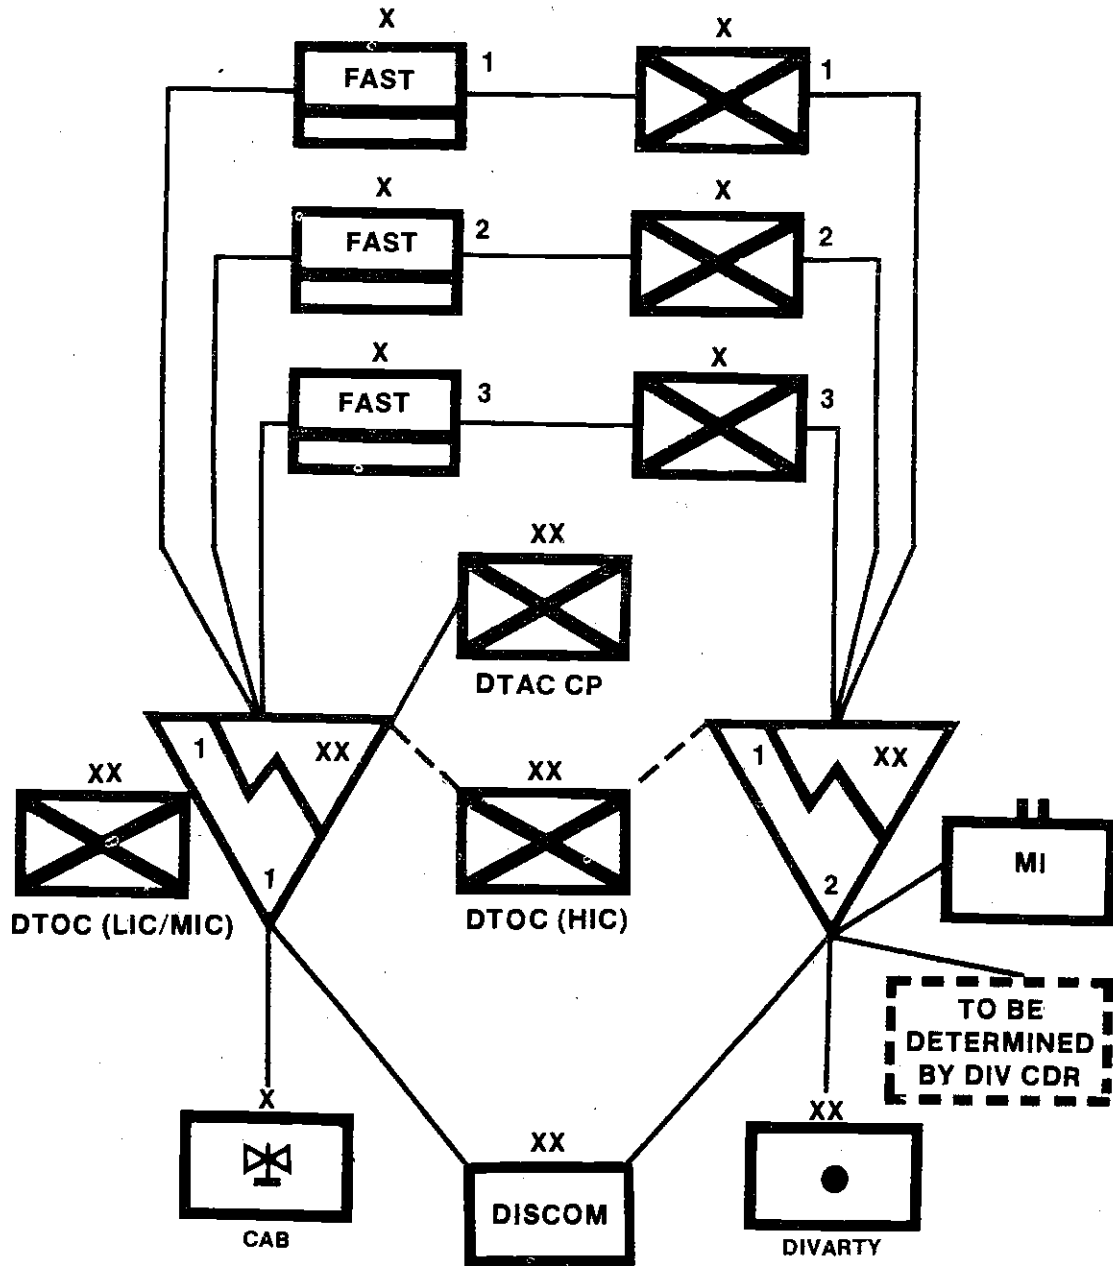 X
X
FAST
1
1
X
X
FAST
2
2
X
X
FAST
3
3
XX
DTAC CP
1
XX
1
XX
XX
XX
DTOC (LIC/MIC)
1
DTOC (HIC)
2
MI
TO BE
DETERMINED
BY DIV CDR
X
CAB
XX
DISCOM
XX
DIVARTY